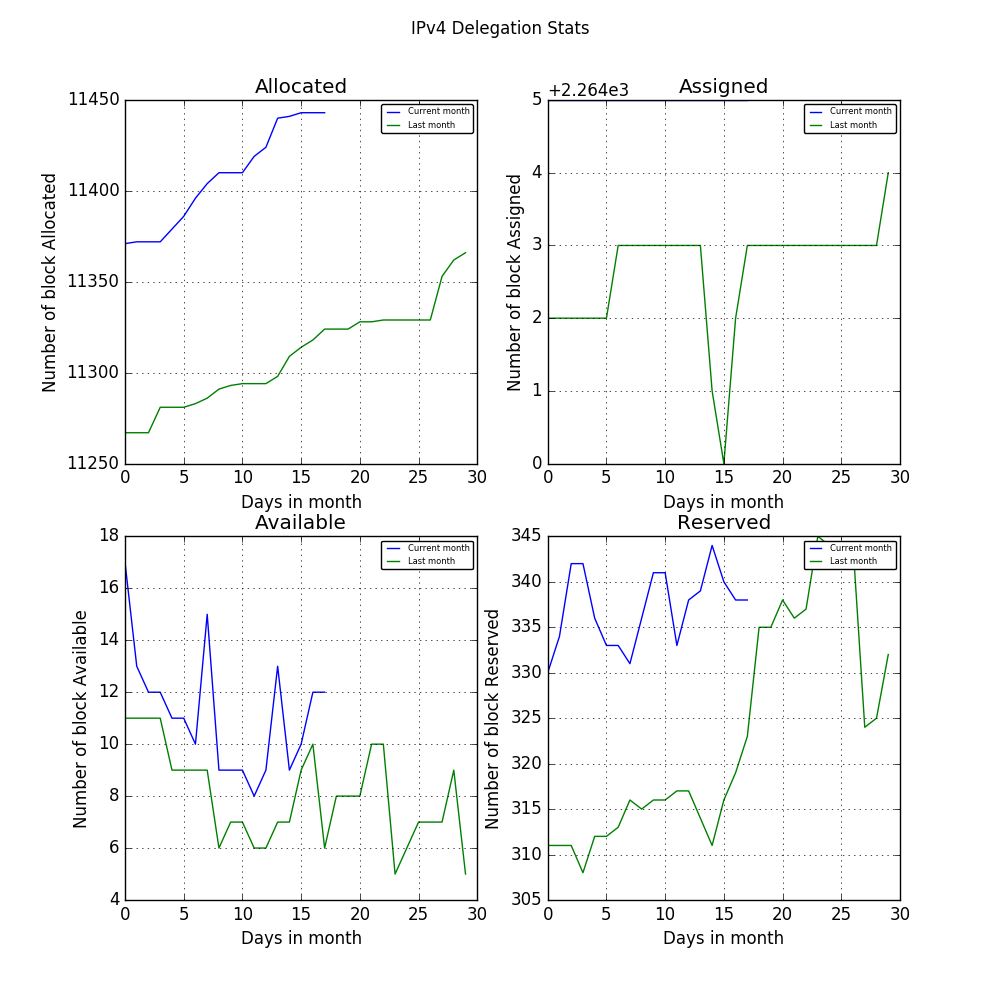 IPv4 Delegation Stats
Allocated
11450
11400
11350
11300
11250
Number of block Allocated
Current month
Last month
0 5 10 15 20 25 30
Days in month
+2.264e3
Assigned
5
4
3
2
1
0
Number of block Assigned
Current month
Last month
0 5 10 15 20 25 30
Days in month
Available
18
16
14
12
10
8
6
4
Number of block Available
Current month
Last month
0 5 10 15 20 25 30
Days in month
Reserved
345
340
335
330
325
320
315
310
305
Number of block Reserved
Current month
Last month
0 5 10 15 20 25 30
Days in month